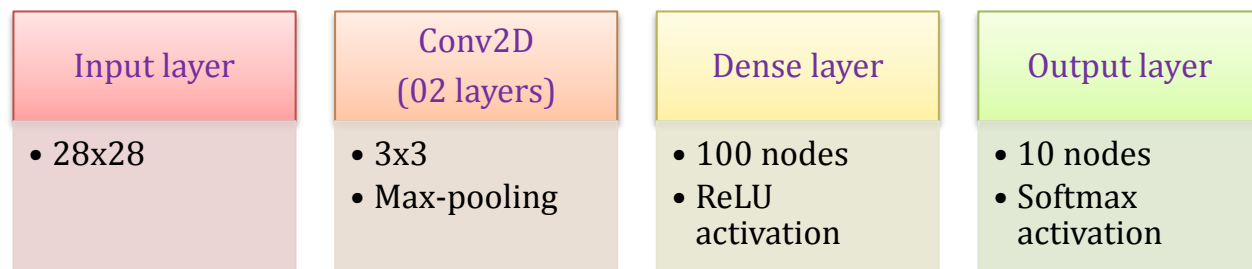 Input layer
• 28x28
Conv2D
(02 layers)
• 3x3
• Max-pooling
Dense layer
• 100 nodes
• ReLU
activation
Output layer
• 10 nodes
• Softmax
activation